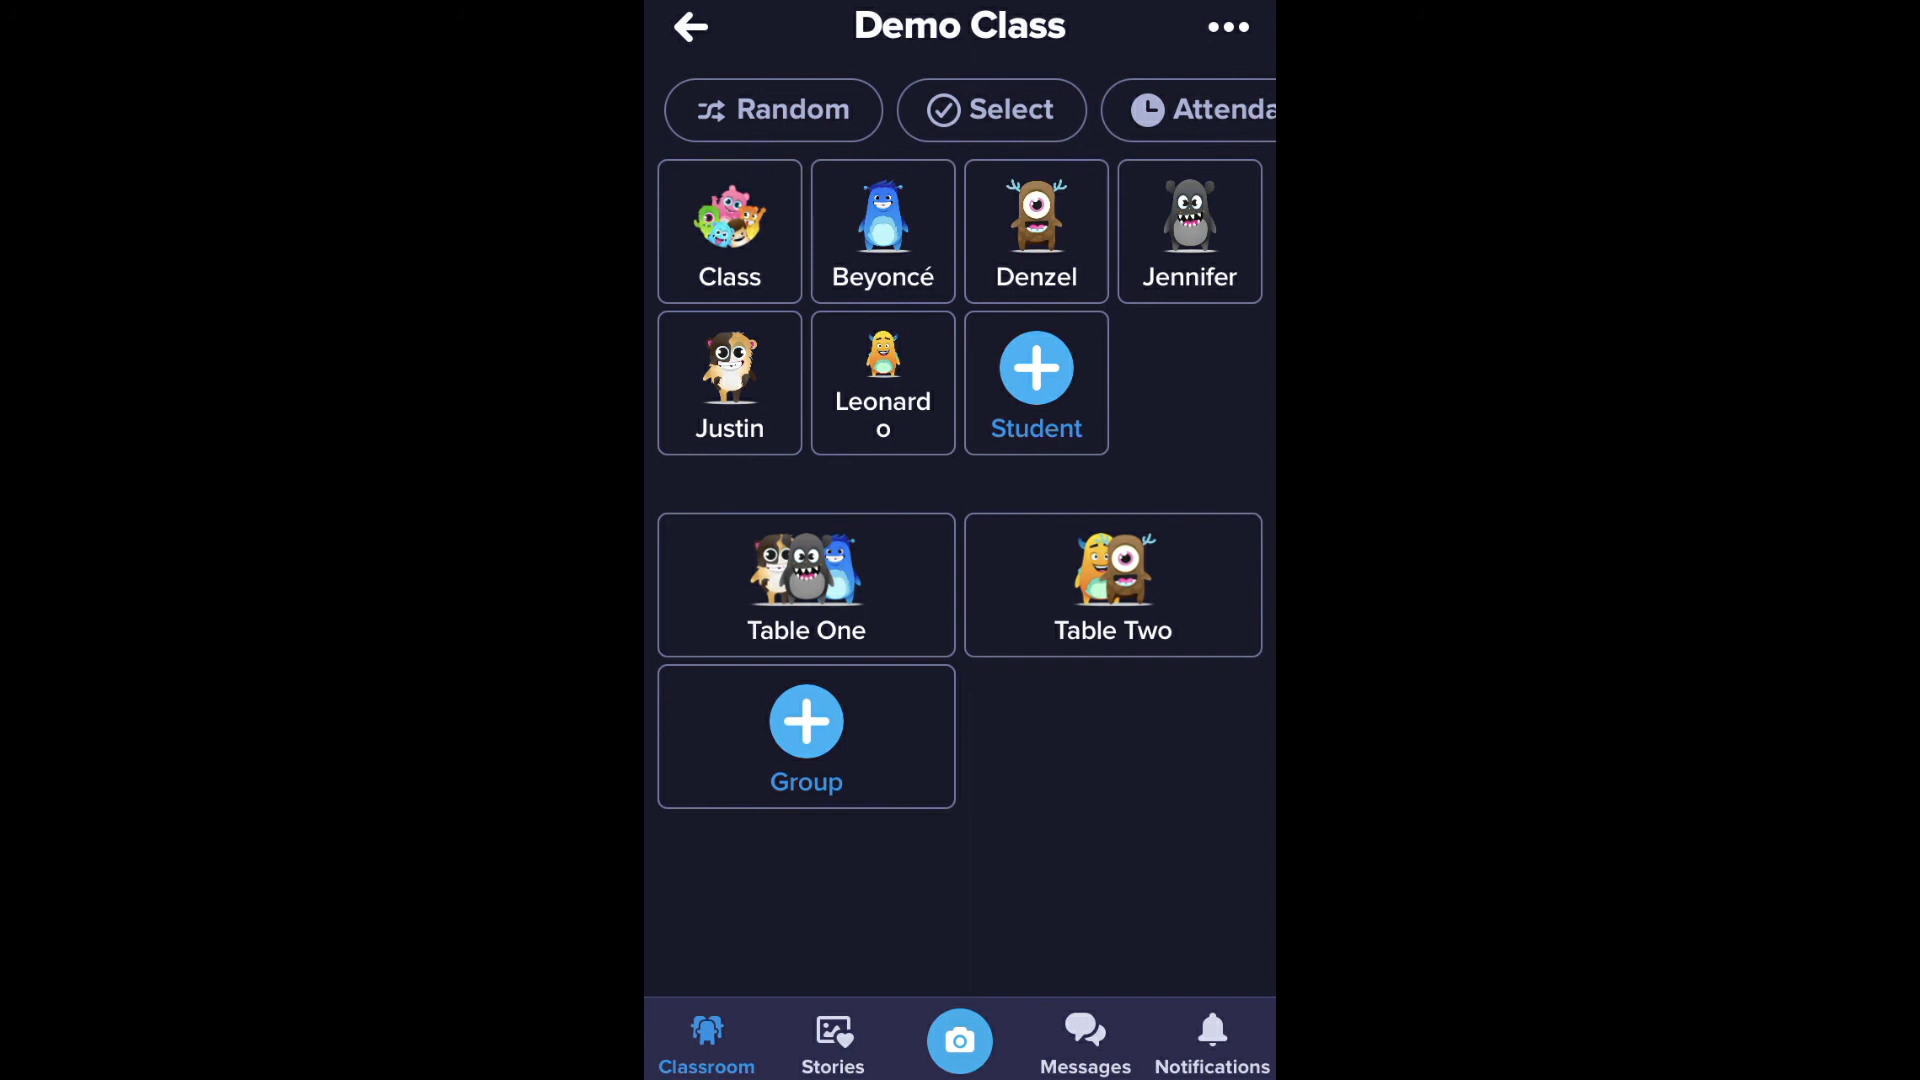 Demo Class
Random
Select
Attenda
Class
Beyoncé
Denzel
Jennifer
Justin
Leonard
o
Student
Table One
Table Two
Group
Classroom
Stories
Messages
Notifications